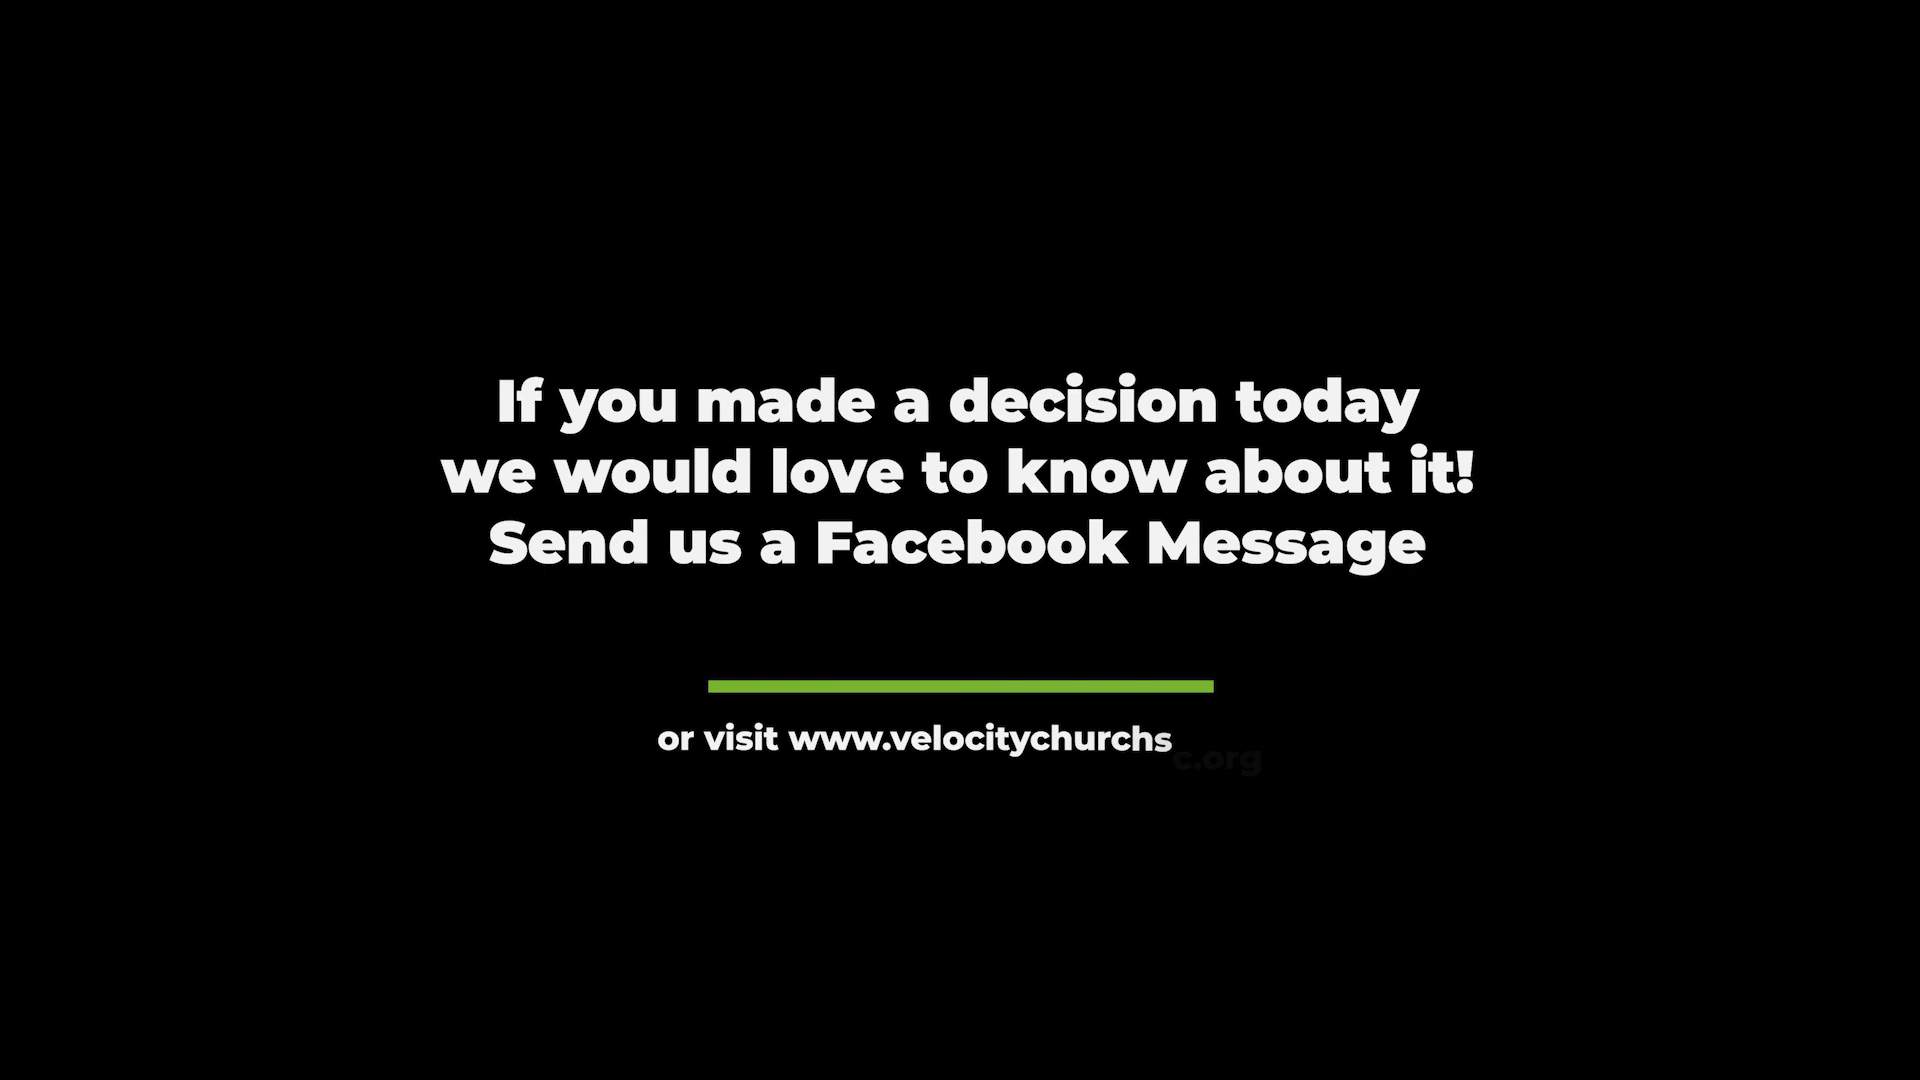 If you made a decision today
we would love to know about it!
Send us a Facebook Message
or visit www.velocitychurchsc.org